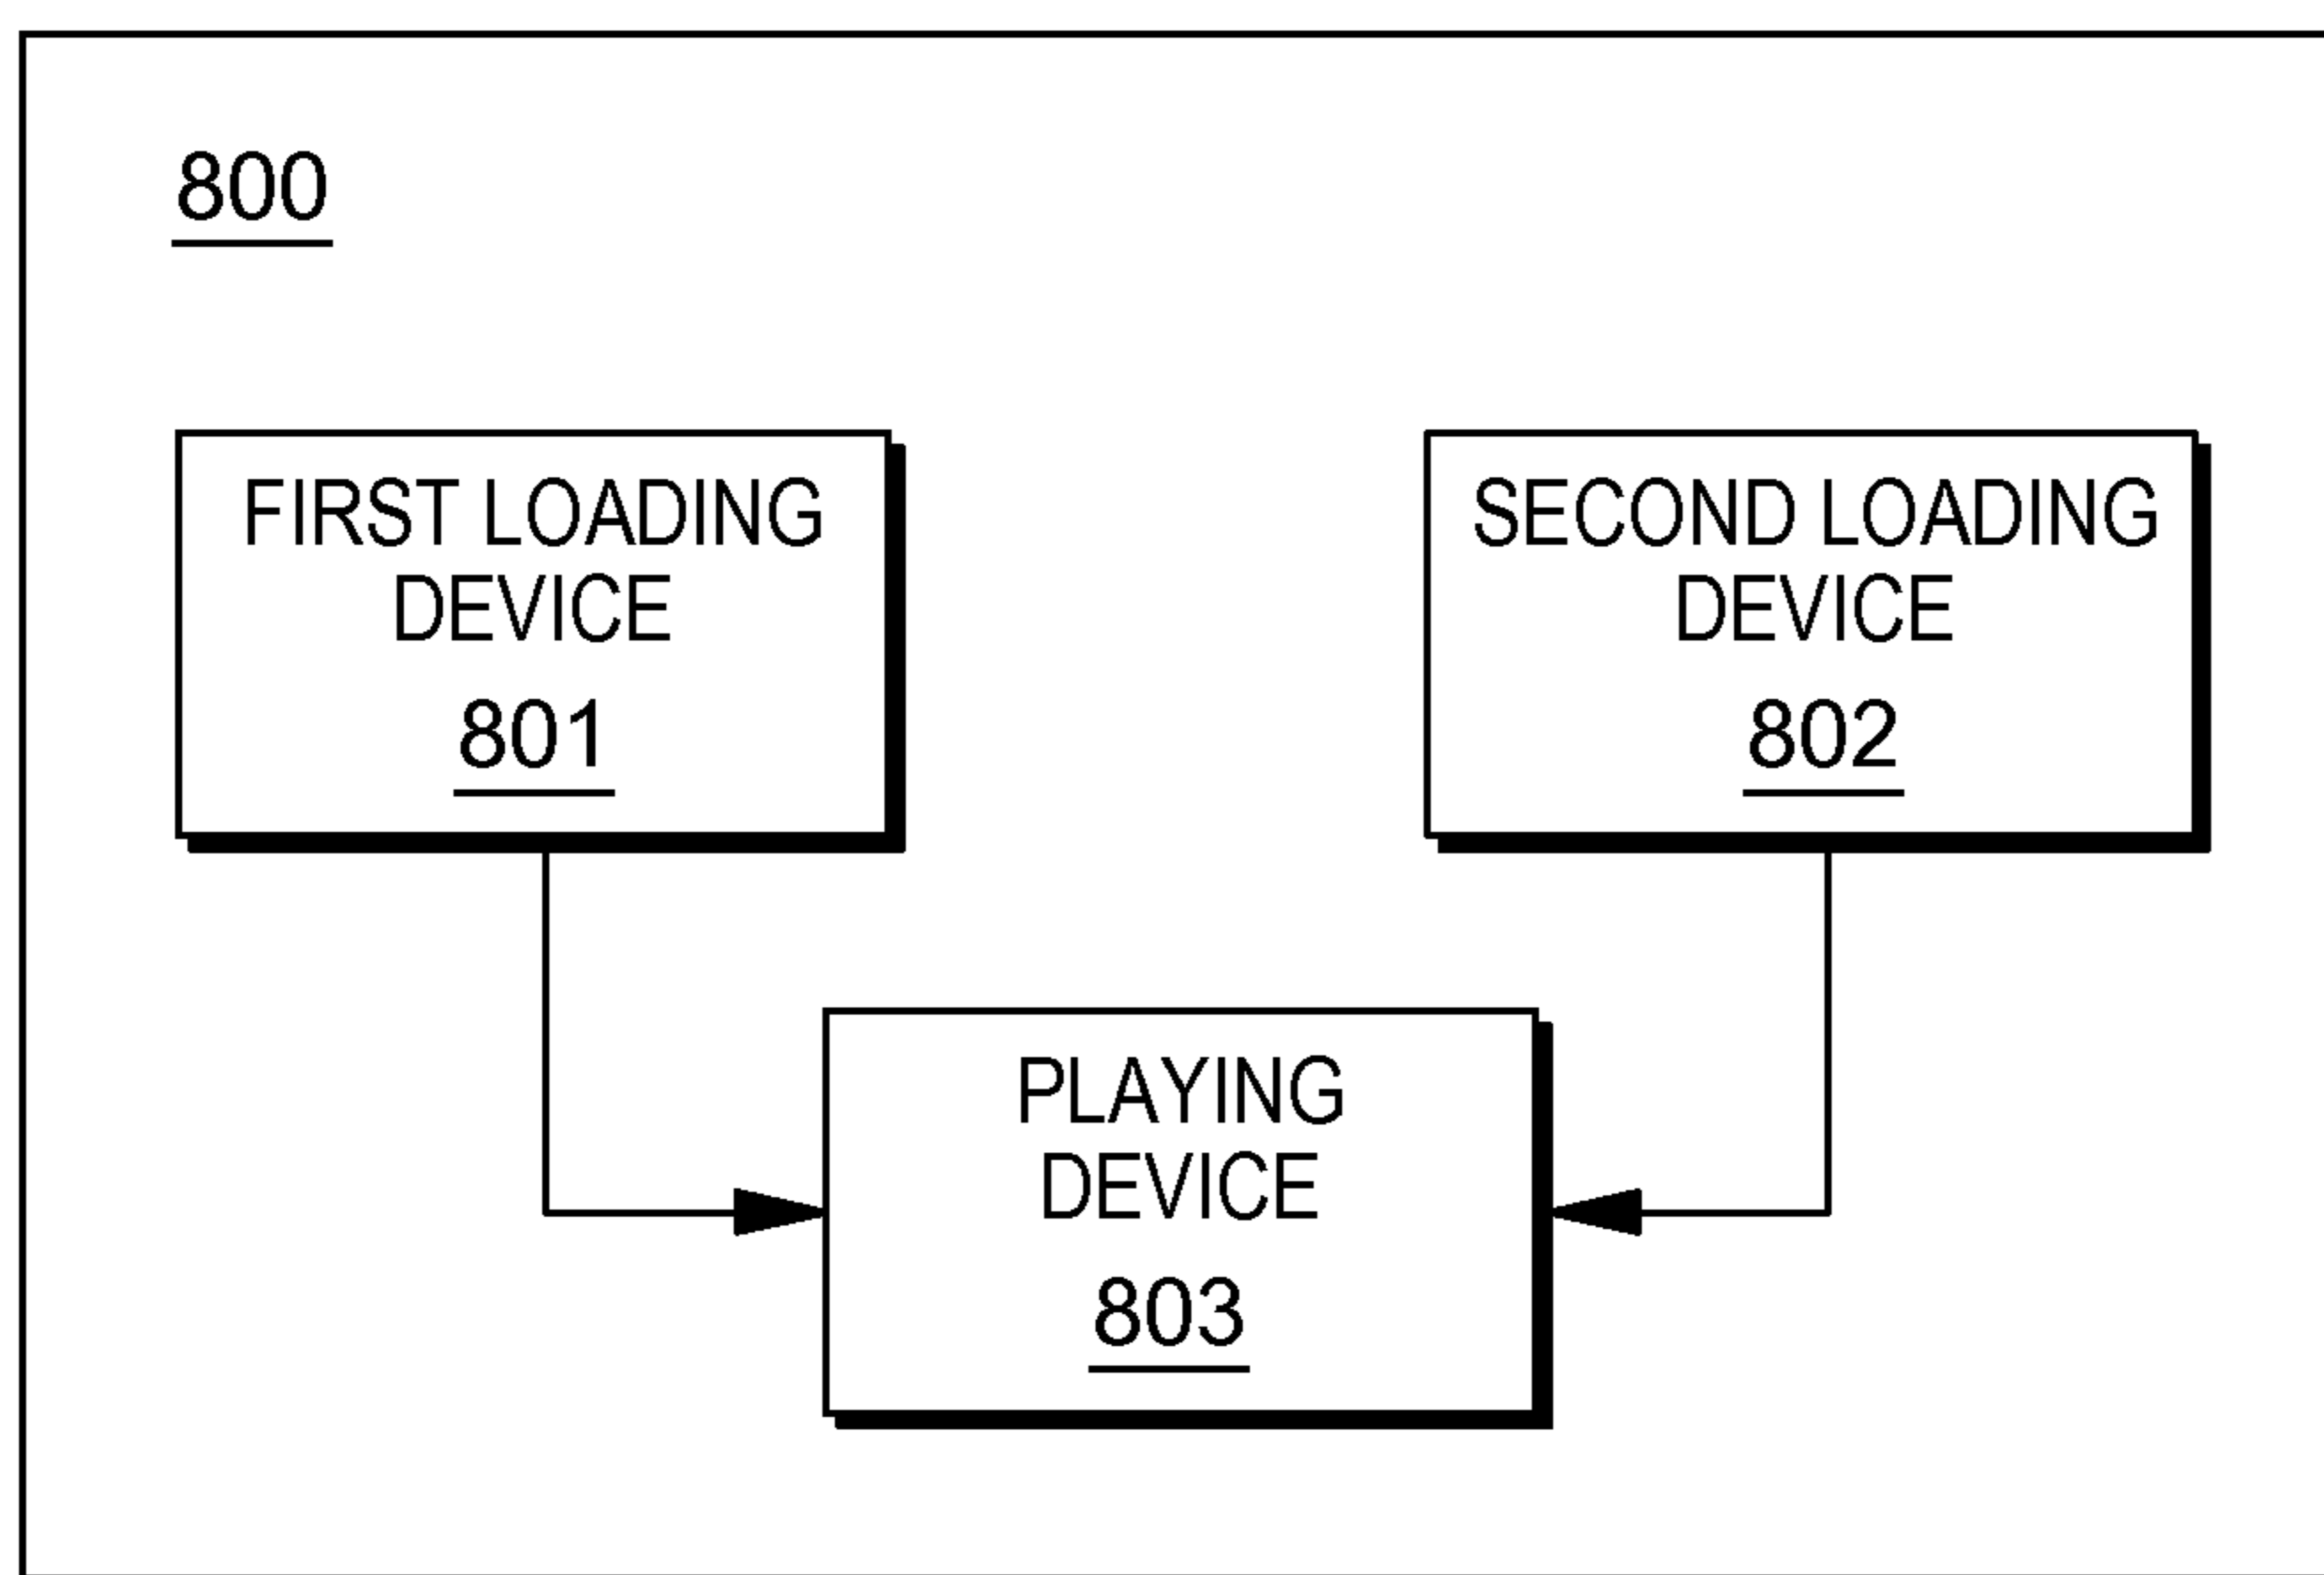 800
FIRST LOADING
DEVICE
801
SECOND LOADING
DEVICE
802
PLAYING
DEVICE
803